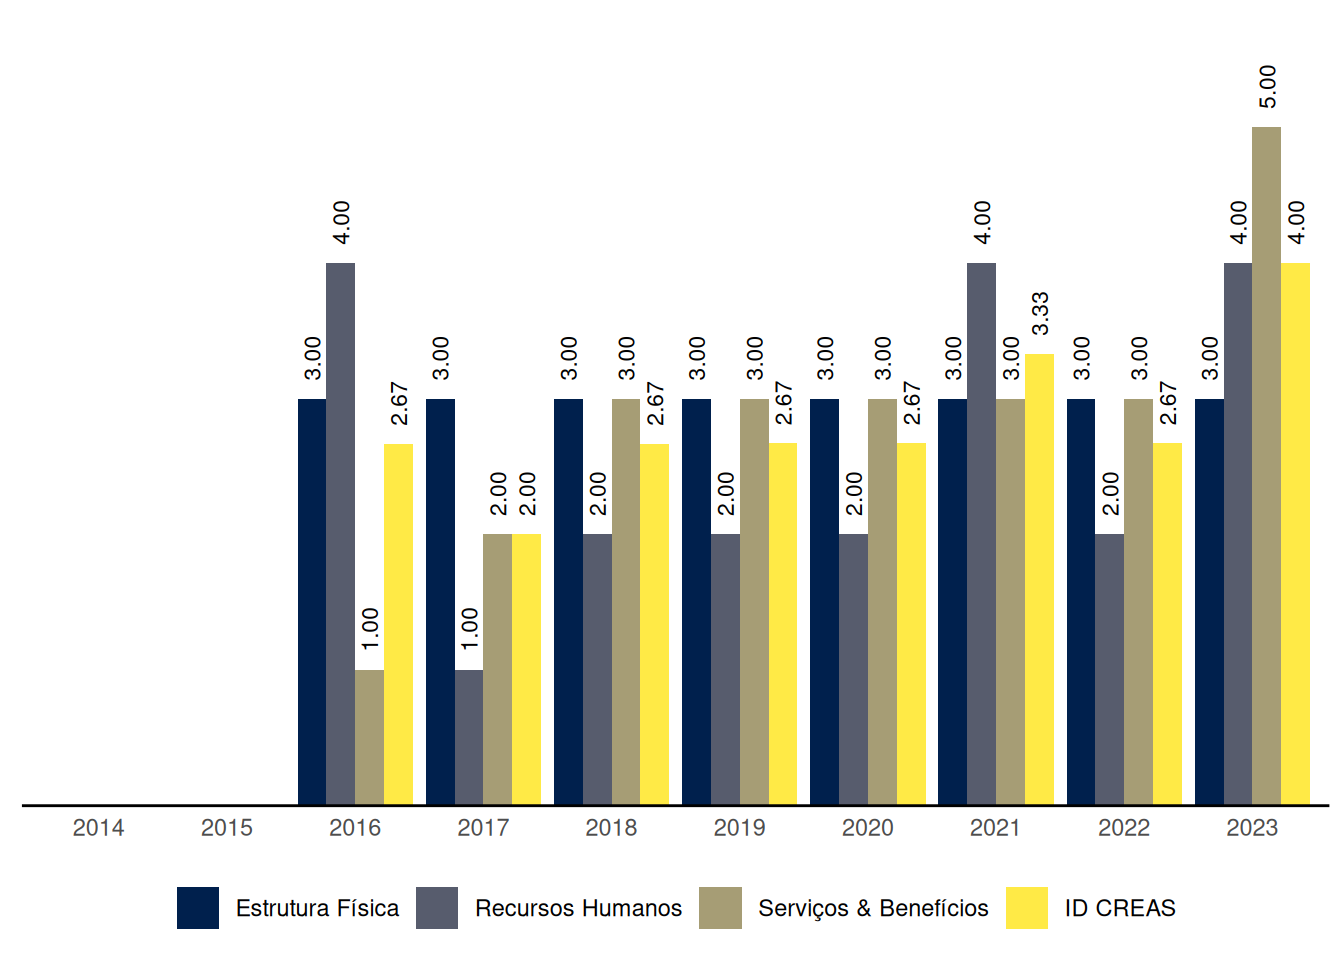 5.00
4.00 4.00 4.00 4.00
3.33
3.00 3.00 3.00 3.00 3.00 3.00 3.00 3.00 3.00 3.00 3.00 3.00
2.67 2.67 2.67 2.67 2.67
2.00 2.00 2.00 2.00 2.00 2.00
1.00 1.00
2014 2015 2016 2017 2018 2019 2020 2021 2022 2023
Estrutura Física Recursos Humanos Serviços & Benefícios ID CREAS